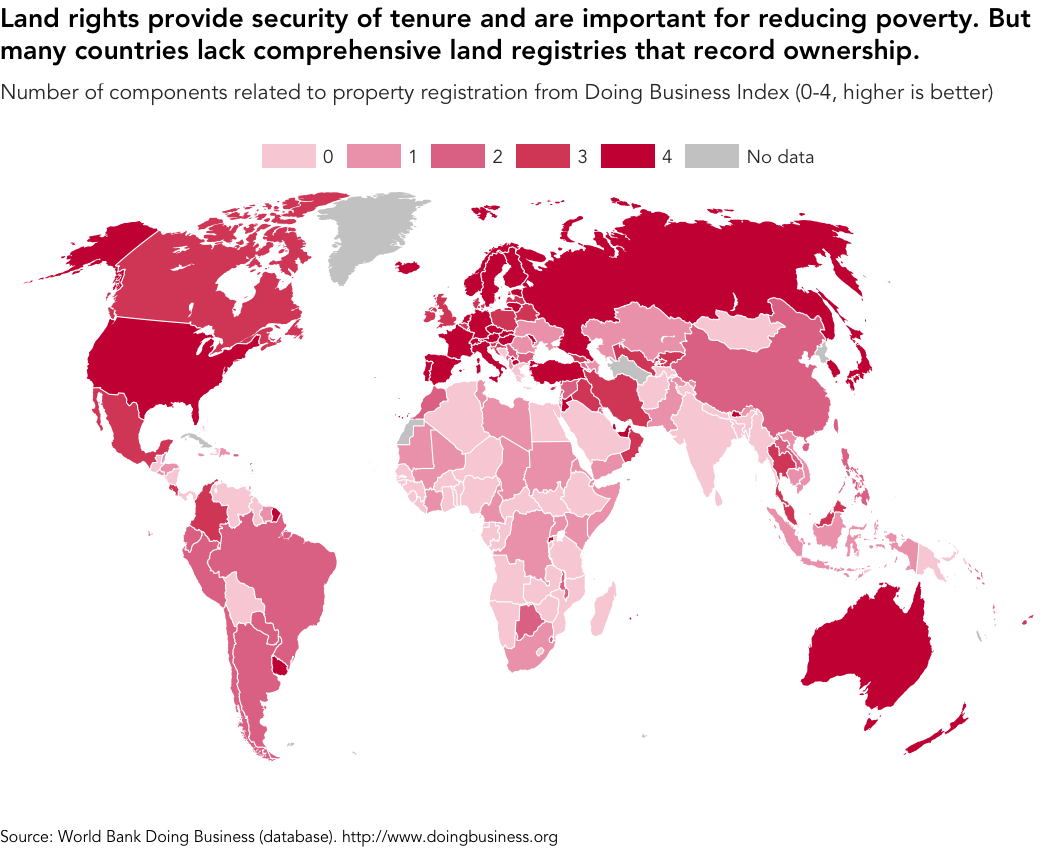 Land rights provide security of tenure and are important for reducing poverty. But
many countries lack comprehensive land registries that record ownership.
Number of components related to property registration from Doing Business Index (0-4, higher is better)
0 1 2 3 4 No data
Source: World Bank Doing Business (database). http://www.doingbusiness.org